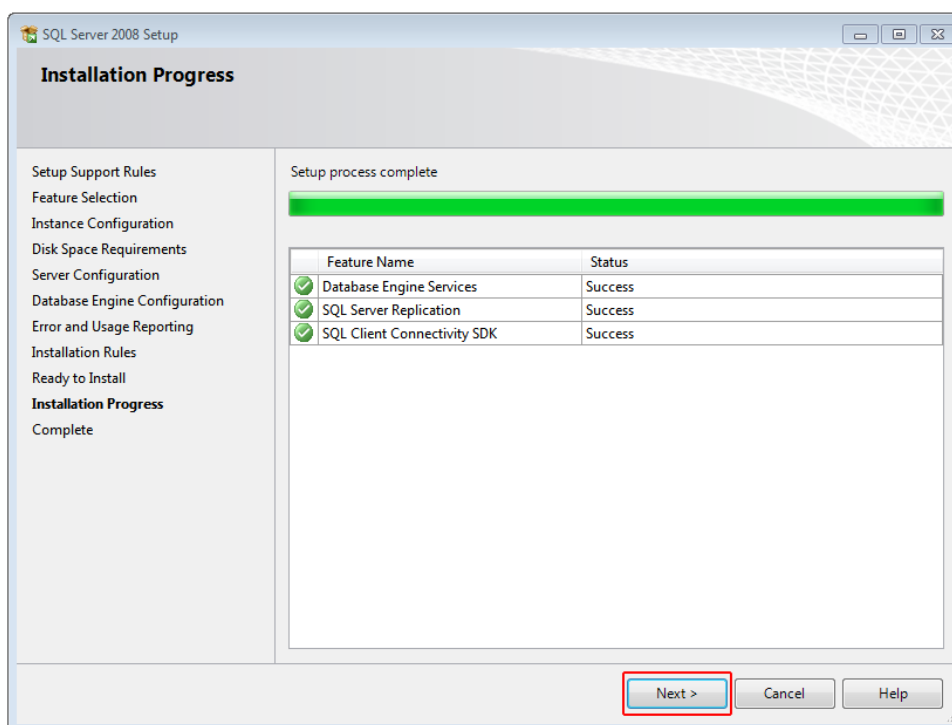 SQL Server 2008 Setup
Installation Progress
Setup Support Rules
Feature Selection
Instance Configuration
Disk Space Requirements
Server Configuration
Database Engine Configuration
Error and Usage Reporting
Installation Rules
Ready to Install
Installation Progress
Complete
Setup process complete
Feature Name Status
Database Engine Services Success
SQL Server Replication Success
SQL Client Connectivity SDK Success
Next > Cancel Help